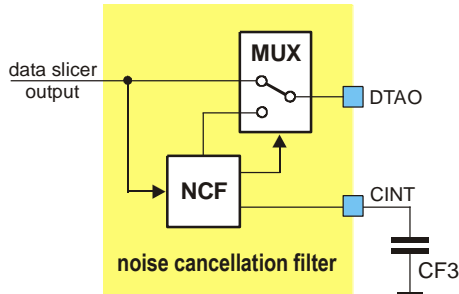 MUX
data slicer
output
DTAO
NCF
CINT
noise cancellation filter
CF3